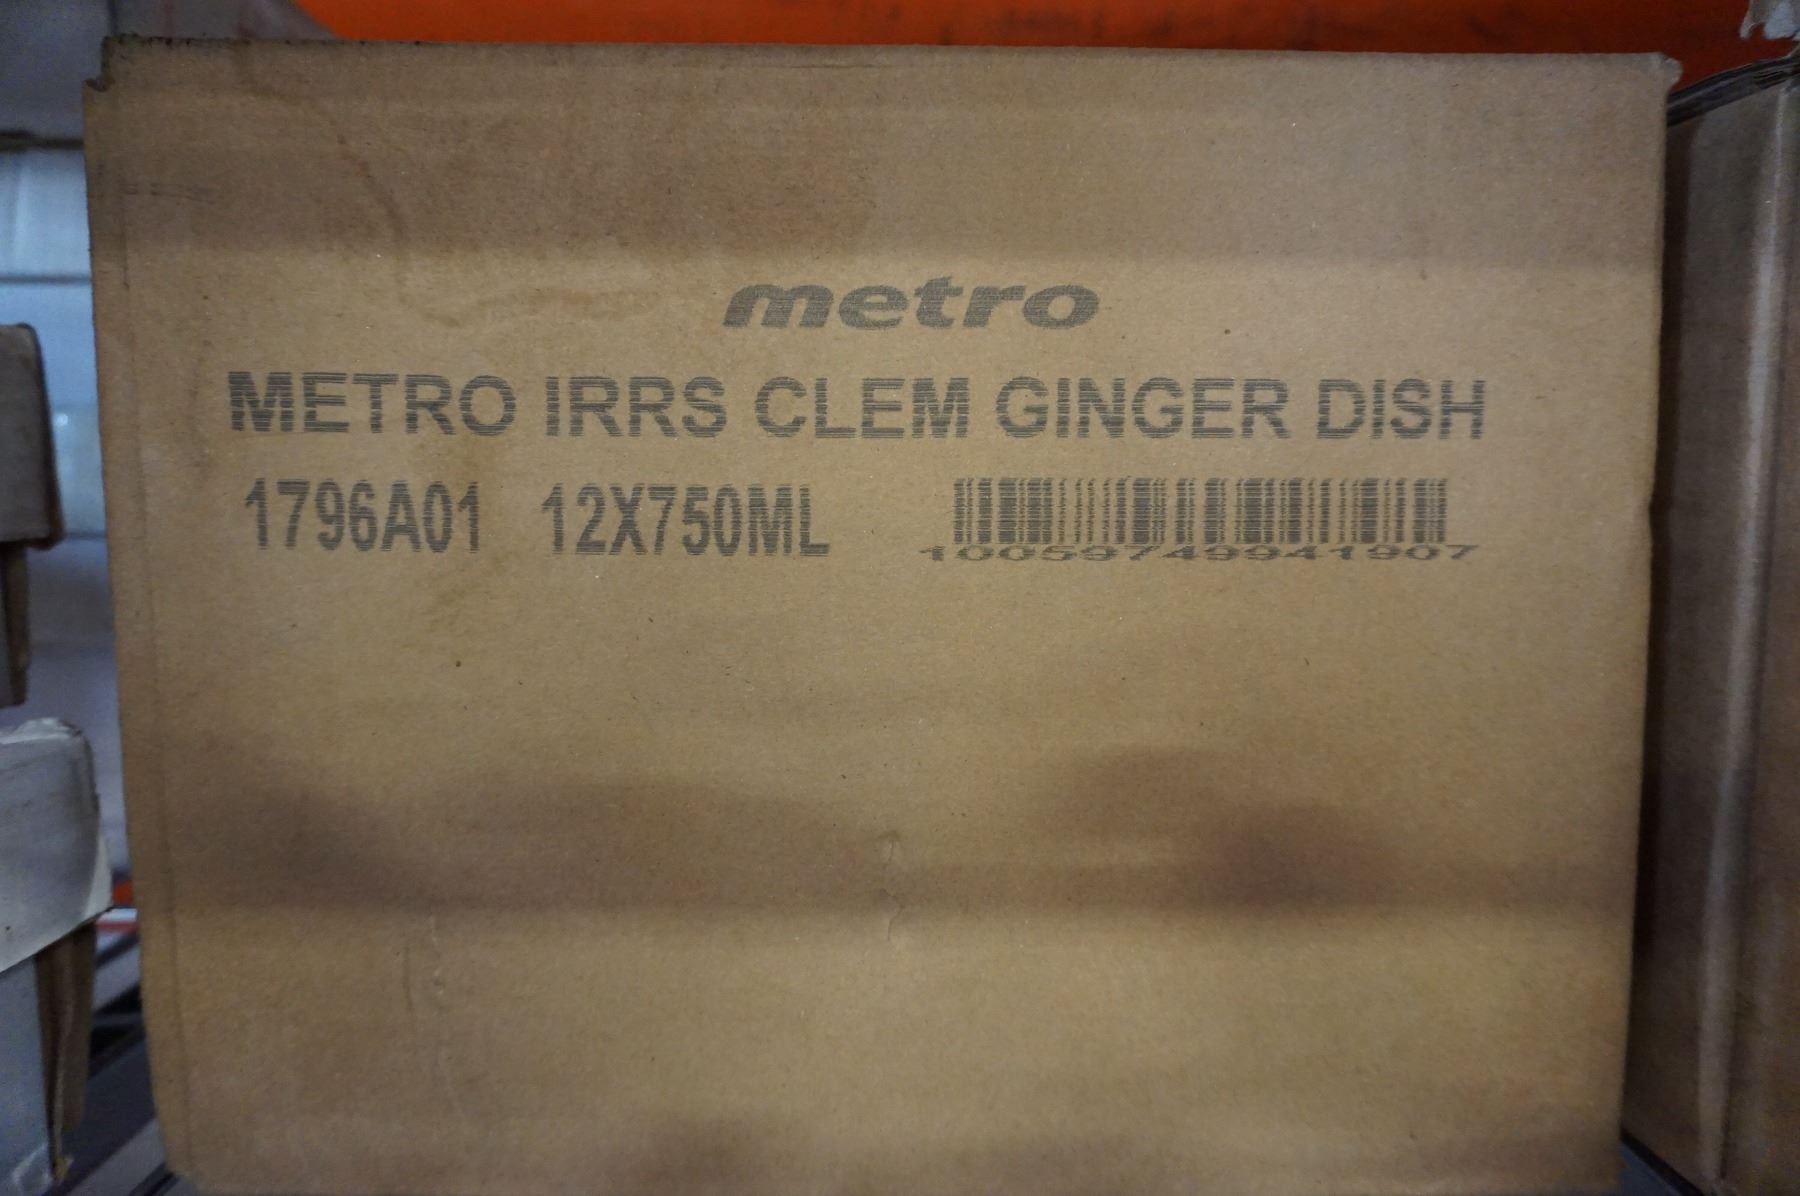 metro
METRO IRRS CLEM GINGER DISH
1796A01 12X750ML
10059749941907